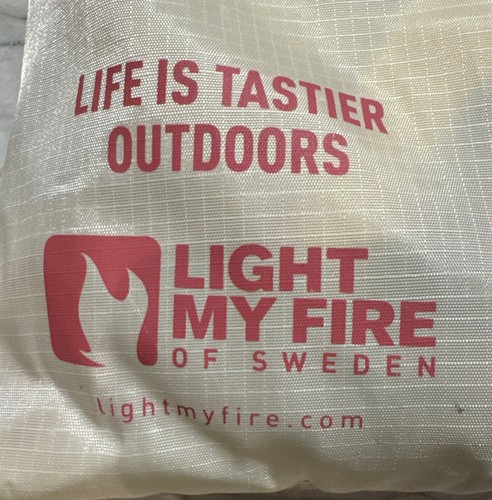 LIFE IS TASTIER
OUTDOORS
LIGHT
MY FIRE
OF SWEDEN
lightmyfire.com